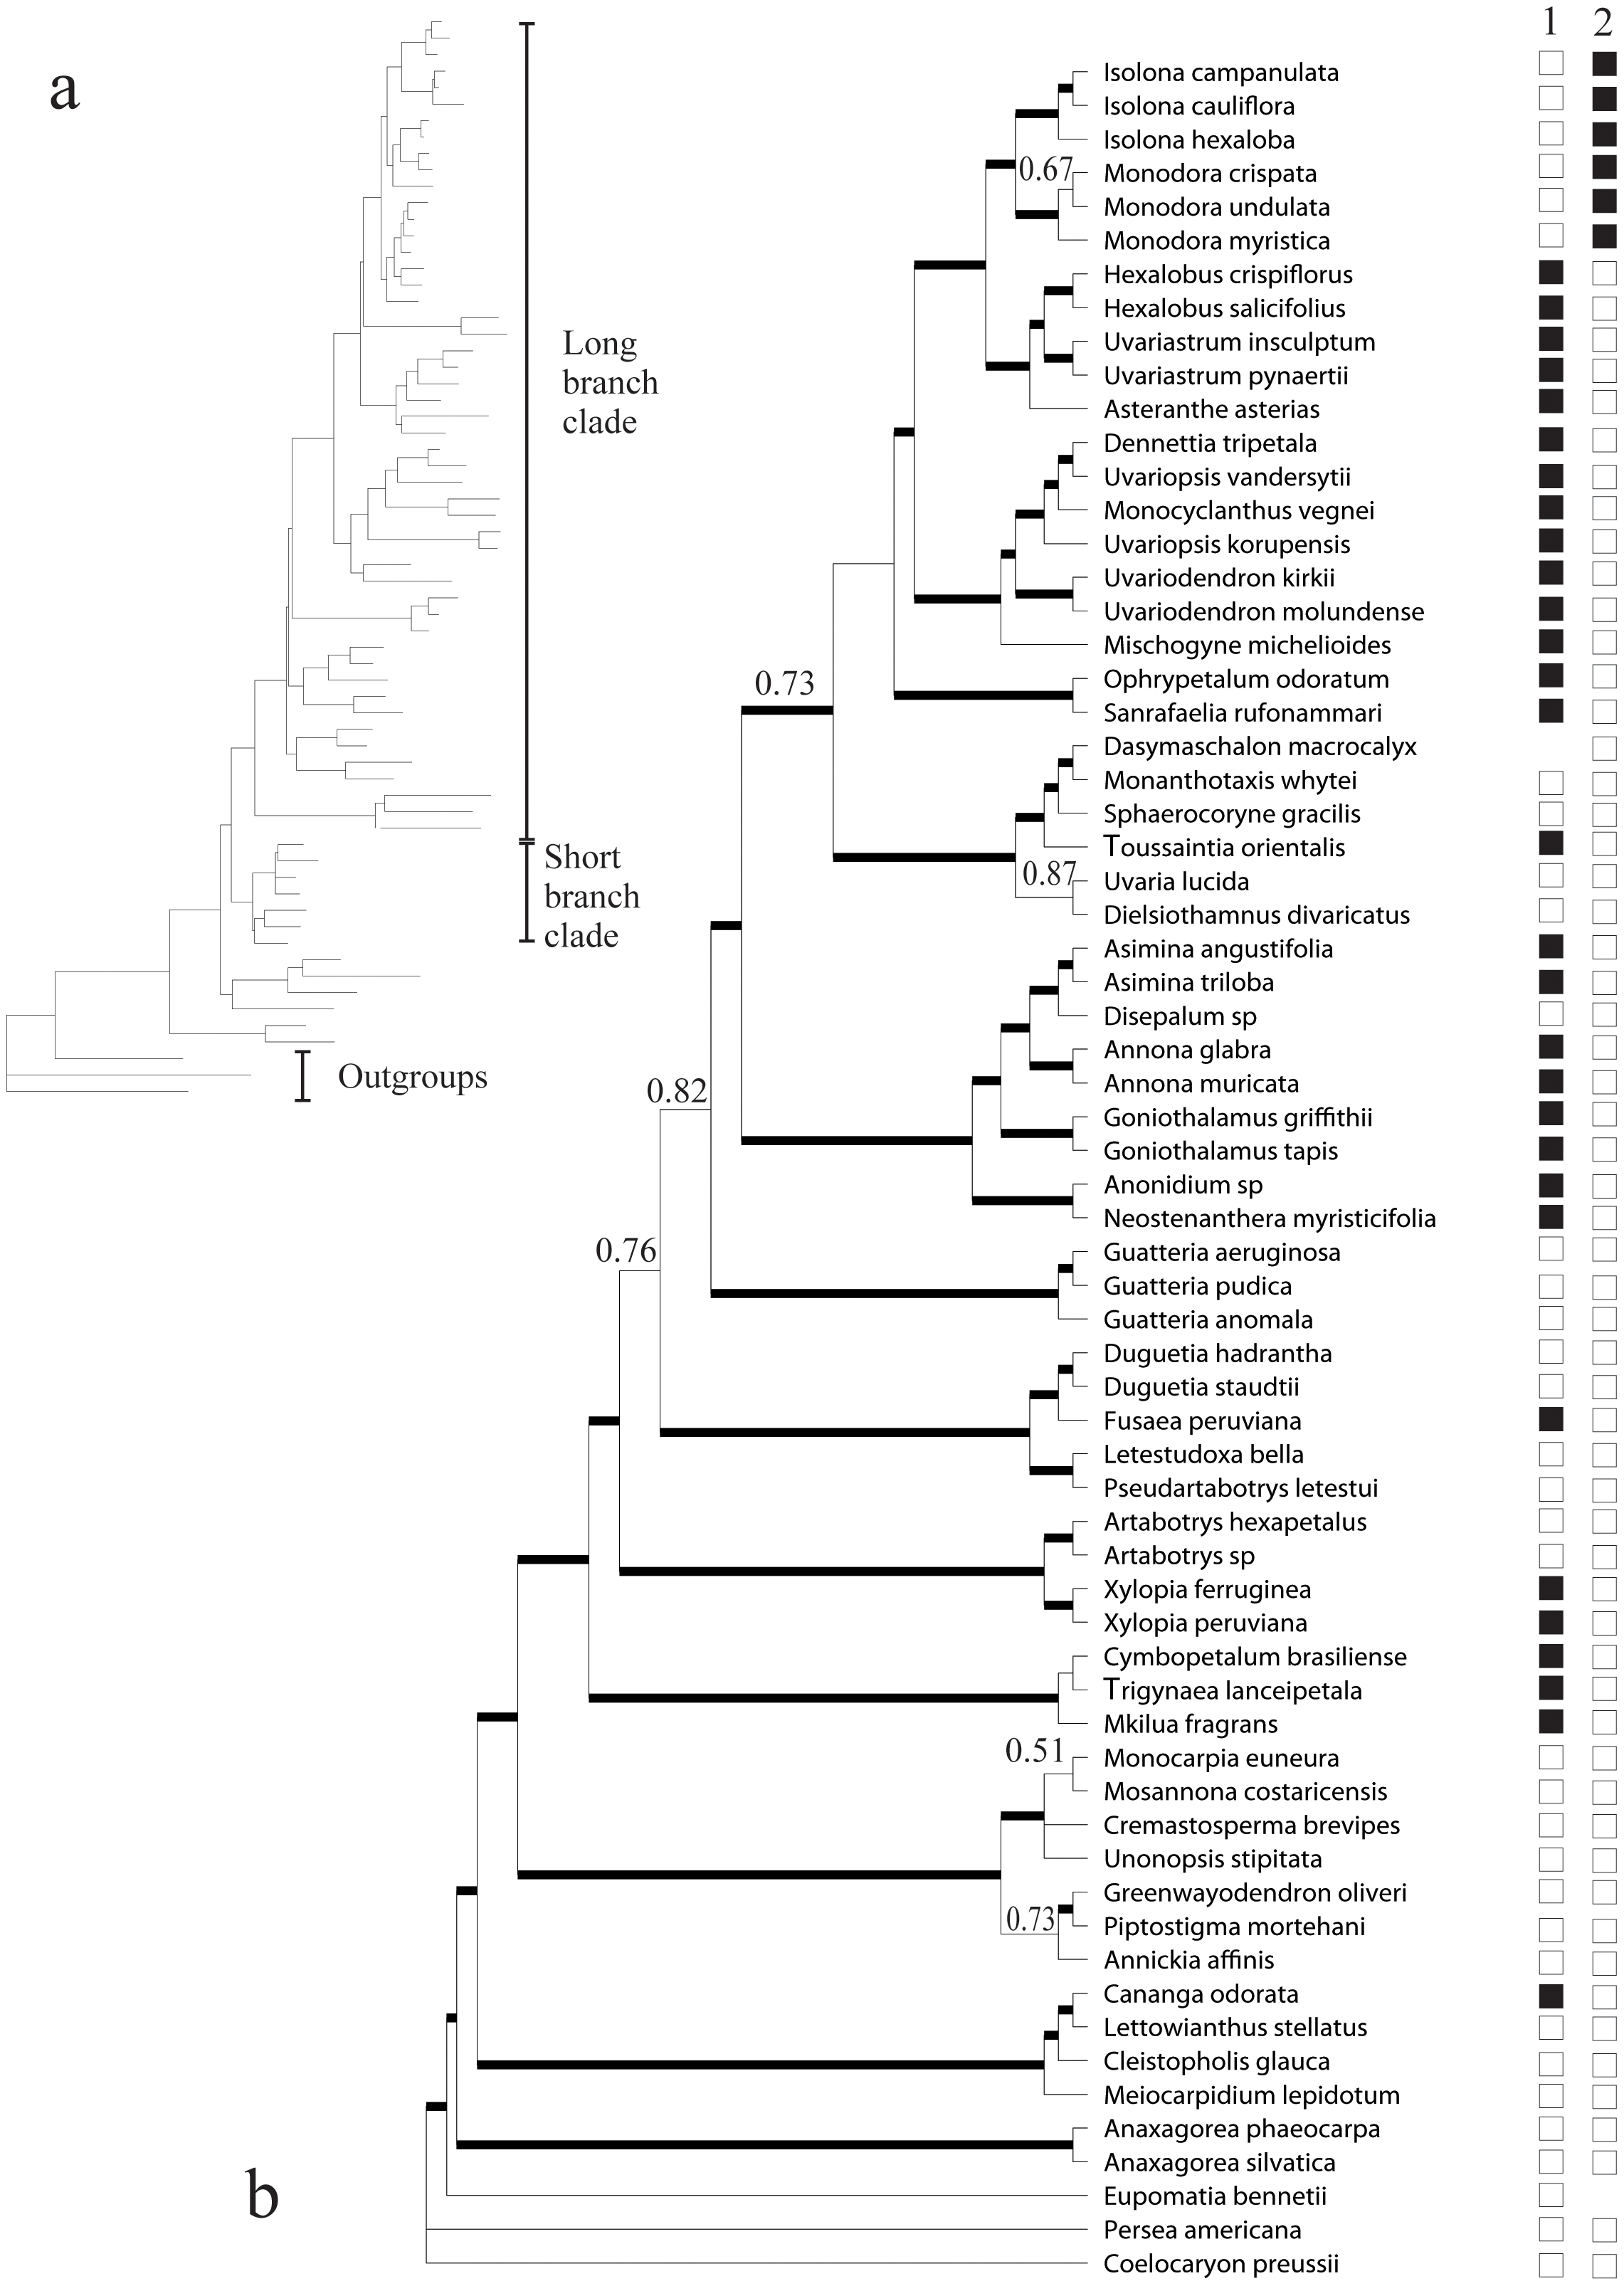 a
Long
branch
clade
Short
branch
clade
Outgroups
b
1 2
Isolona campanulata
Isolona cauliflora
Isolona hexaloba
0.67
Monodora crispata
Monodora undulata
Monodora myristica
Hexalobus crispiflorus
Hexalobus salicifolius
Uvariastrum insculptum
Uvariastrum pynaertii
Asteranthe asterias
Dennettia tripetala
Uvariopsis vandersytii
Monocyclanthus vegnei
Uvariopsis korupensis
Uvariodendron kirkii
Uvariodendron molundense
Mischogyne michelioides
0.73
Ophrypetalum odoratum
Sanrafaelia rufonammari
Dasymaschalon macrocalyx
Monanthotaxis whytei
Sphaerocoryne gracilis
Toussaintia orientalis
0.87
Uvaria lucida
Dielsiothamnus divaricatus
Asimina angustifolia
Asimina triloba
Disepalum sp
Annona glabra
Annona muricata
0.82
Goniothalamus griffithii
Goniothalamus tapis
Anonidium sp
Neostenanthera myristicifolia
0.76
Guatteria aeruginosa
Guatteria pudica
Guatteria anomala
Duguetia hadrantha
Duguetia staudtii
Fusaea peruviana
Letestudoxa bella
Pseudartabotrys letestui
Artabotrys hexapetalus
Artabotrys sp
Xylopia ferruginea
Xylopia peruviana
Cymbopetalum brasiliense
Trigynaea lanceipetala
Mkilua fragrans
0.51
Monocarpia euneura
Mosannona costaricensis
Cremastosperma brevipes
Unonopsis stipitata
Greenwayodendron oliveri
0.73
Piptostigma mortehani
Annickia affinis
Cananga odorata
Lettowianthus stellatus
Cleistopholis glauca
Meiocarpidium lepidotum
Anaxagorea phaeocarpa
Anaxagorea silvatica
Eupomatia bennetii
Persea americana
Coelocaryon preussii